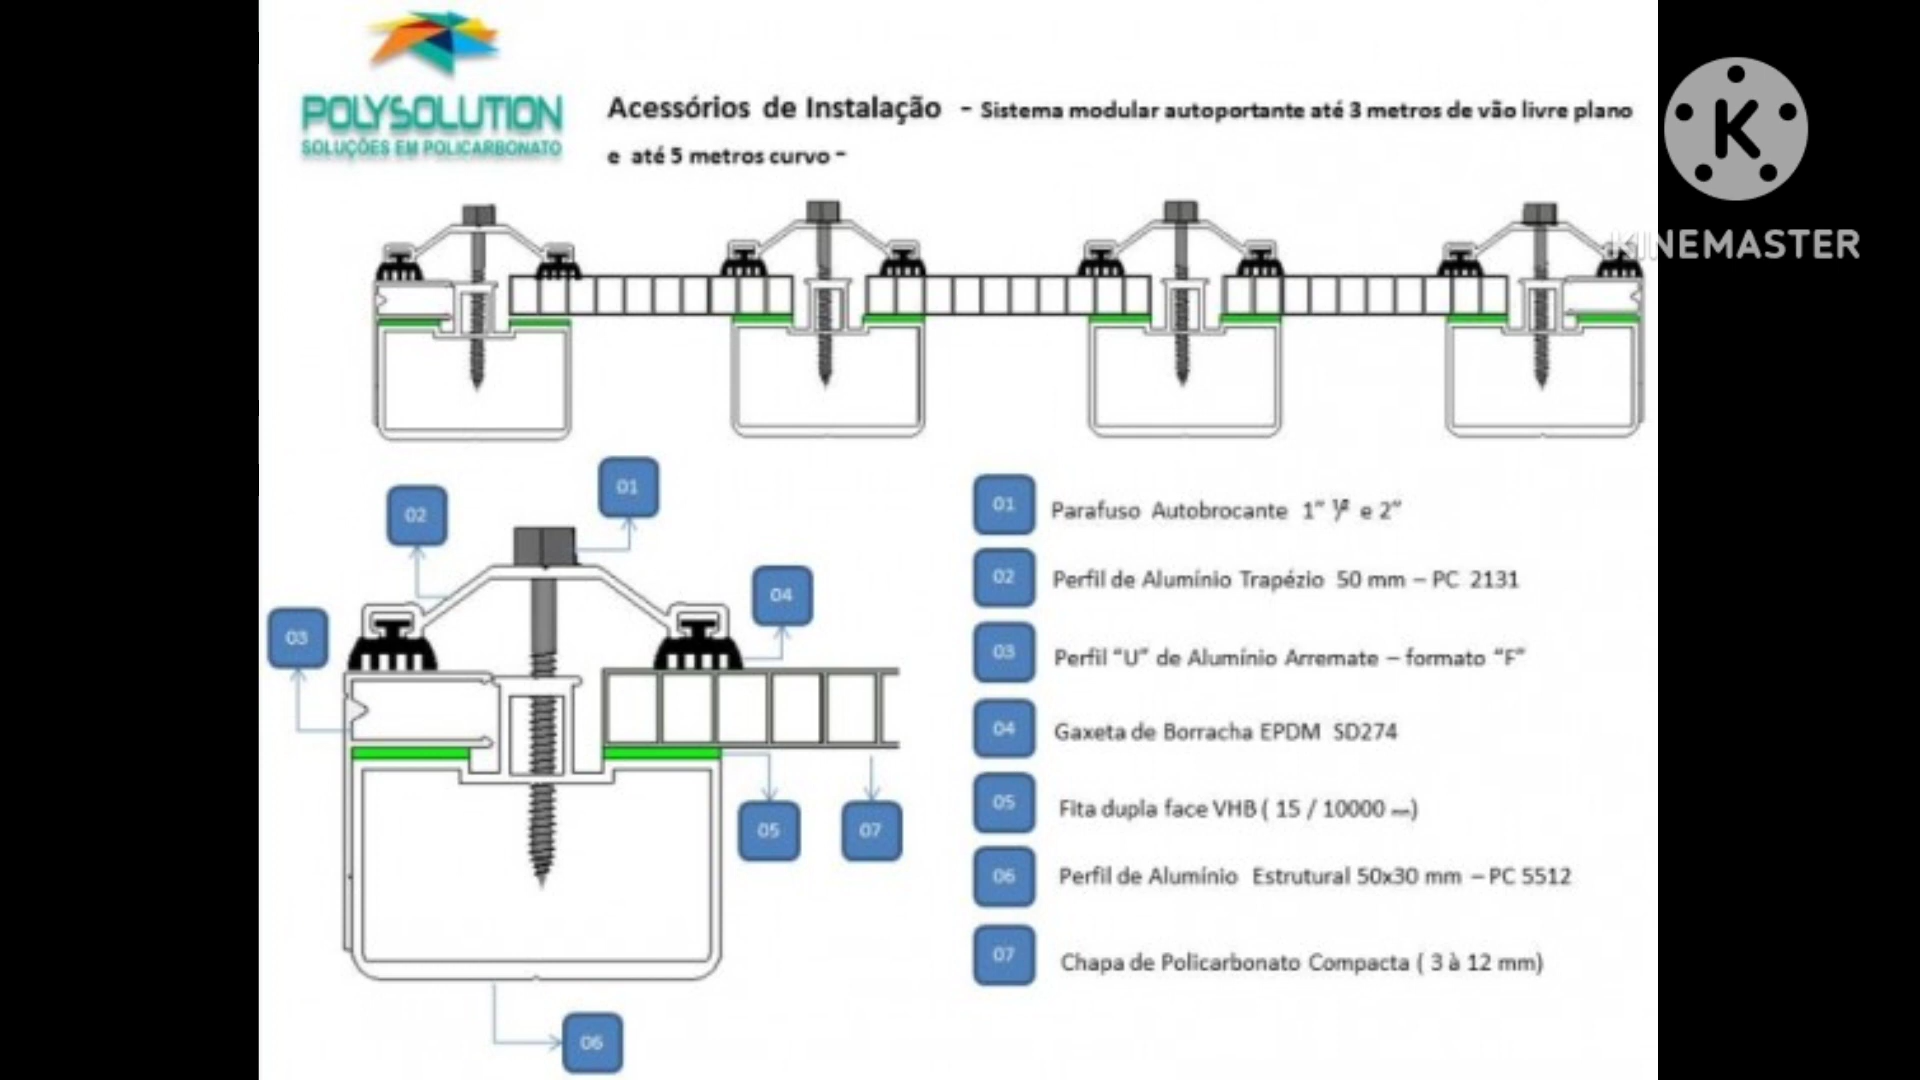 POLYSOLUTION
SOLUÇÕES EM POLICARBONATO
Acessórios de Instalação - Sistema modular autoportante até 3 metros de vão livre plano
e até 5 metros curvo -
KINEMASTER
01
02
04
03
05
07
06
01 Parafuso Autobrocante 1" ½ e 2"
02 Perfil de Alumínio Trapézio 50 mm – PC 2131
03 Perfil "U" de Alumínio Arremate – formato "F"
04 Gaxeta de Borracha EPDM SD274
05 Fita dupla face VHB ( 15 / 10000 mm)
06 Perfil de Alumínio Estrutural 50x30 mm – PC 5512
07 Chapa de Policarbonato Compacta ( 3 à 12 mm)